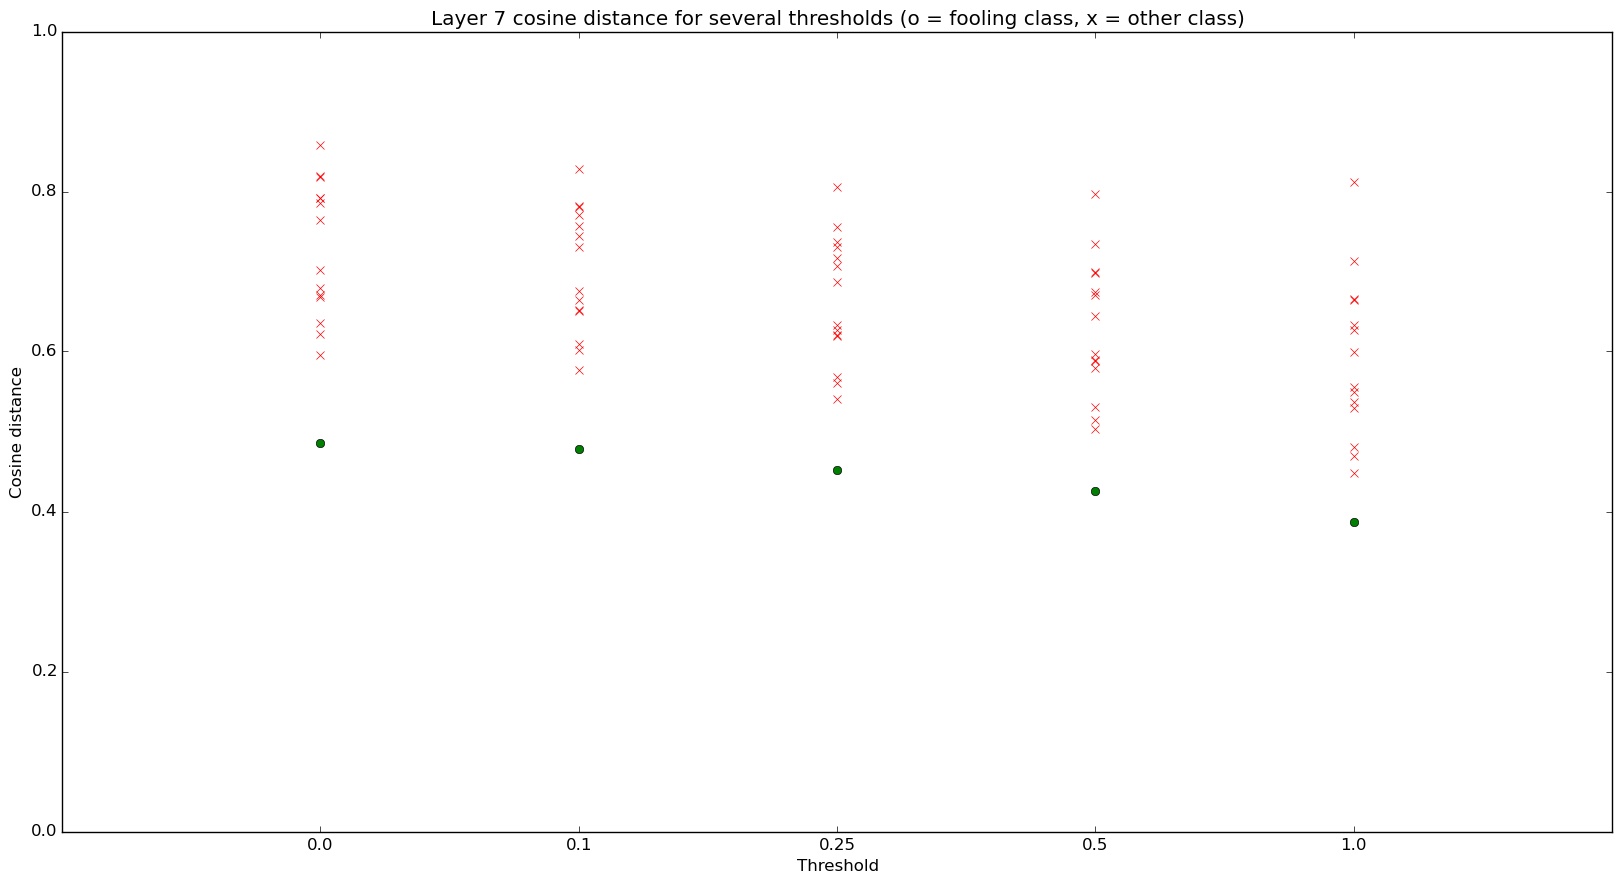 Layer 7 cosine distance for several thresholds (o = fooling class, x = other class)
1.0
0.8
0.6
0.4
0.2
0.0
Cosine distance
0.0 0.1 0.25 0.5 1.0
Threshold